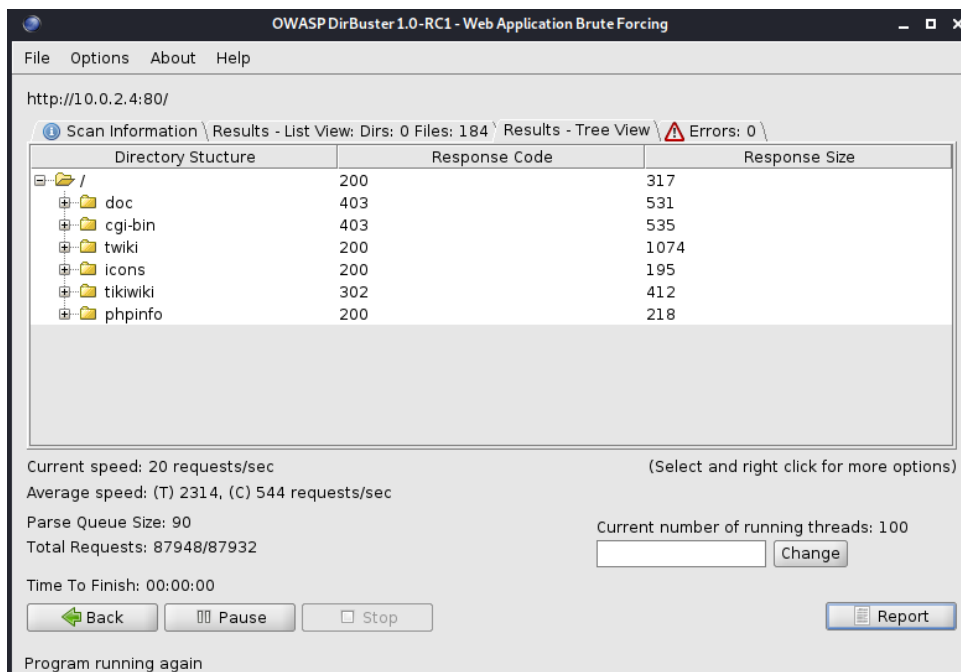 OWASP DirBuster 1.0-RC1 - Web Application Brute Forcing
File Options About Help
http://10.0.2.4:80/
Scan Information Results - List View: Dirs: 0 Files: 184 Results - Tree View Errors: 0
Directory Stucture Response Code Response Size
/ 200 317
doc 403 531
cgi-bin 403 535
twiki 200 1074
icons 200 195
tikiwiki 302 412
phpinfo 200 218
Current speed: 20 requests/sec (Select and right click for more options)
Average speed: (T) 2314, (C) 544 requests/sec
Parse Queue Size: 90
Current number of running threads: 100
Total Requests: 87948/87932
Change
Time To Finish: 00:00:00
Back Pause Stop Report
Program running again